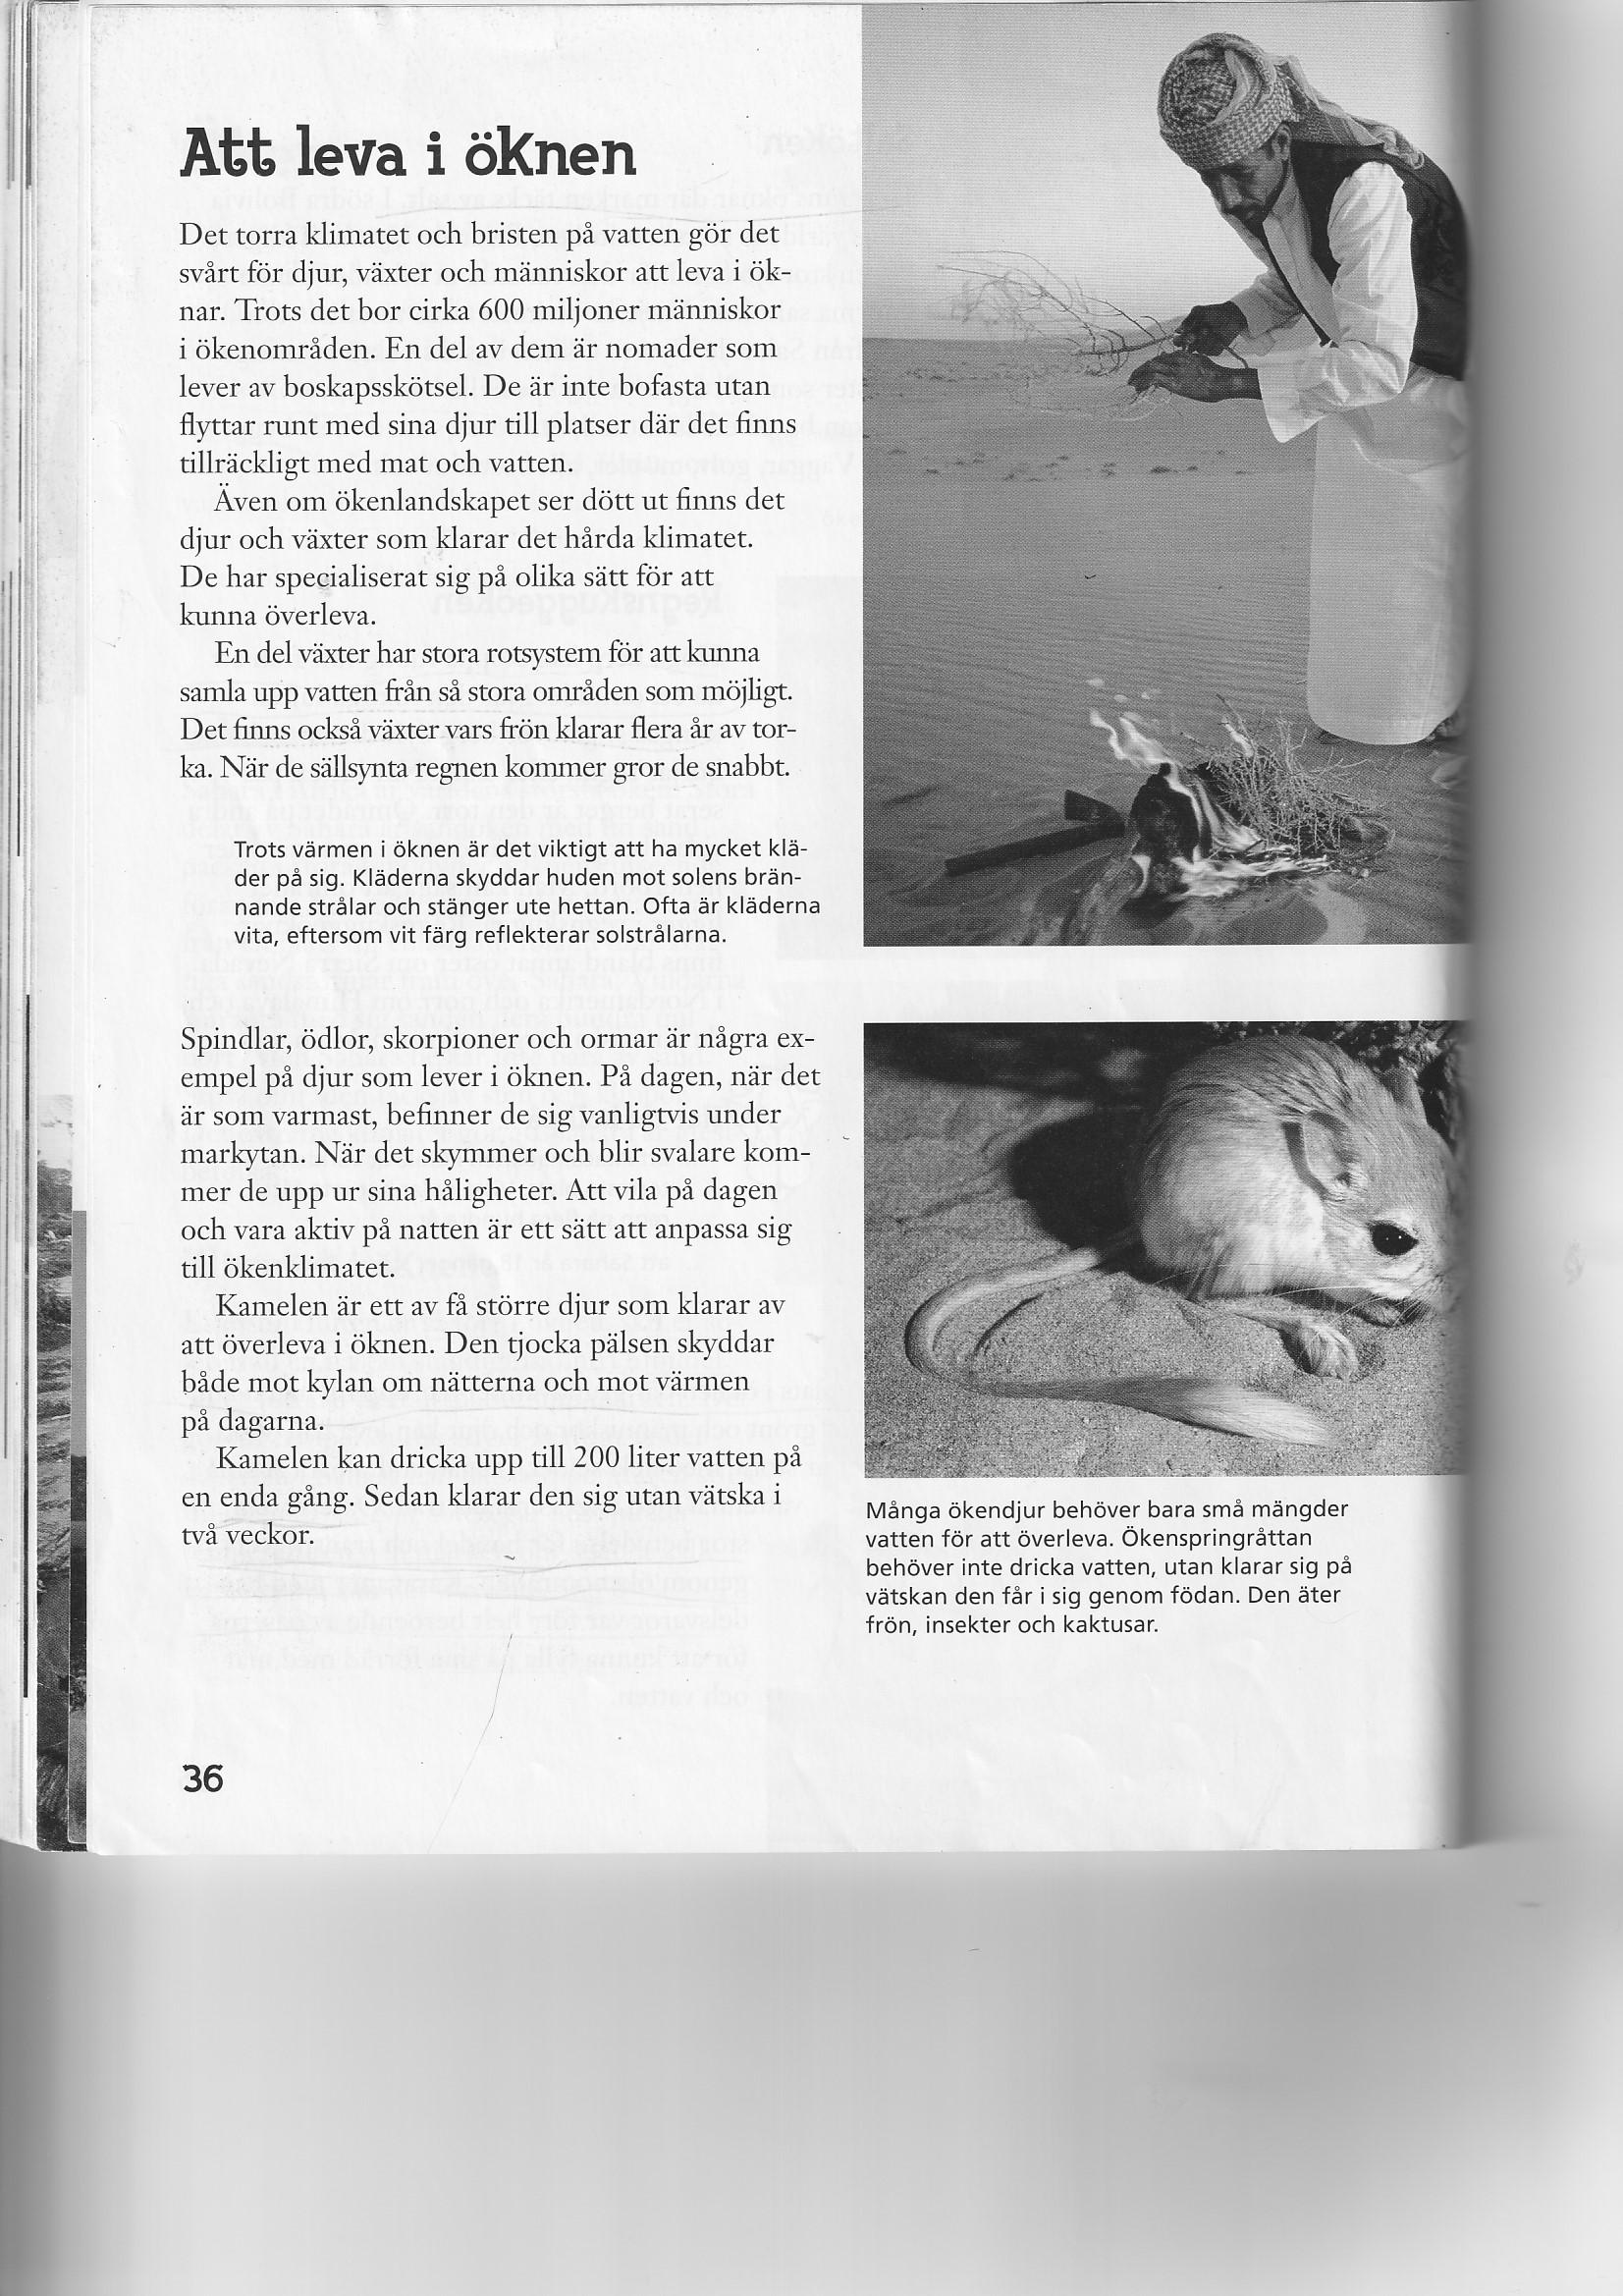 Att leva i öknen
Det torra klimatet och bristen på vatten gör det
svårt för djur, växter och människor att leva i ök-
nar. Trots det bor cirka 600 miljoner människor
i ökenområden. En del av dem är nomader som
lever av boskapsskötsel. De är inte bofasta utan
flyttar runt med sina djur till platser där det finns
tillräckligt med mat och vatten.
Även om ökenlandskapet ser dött ut finns det
djur och växter som klarar det hårda klimatet.
De har specialiserat sig på olika sätt för att
kunna överleva.
En del växter har stora rotsystem för att kunna
samla upp vatten från så stora områden som möjligt.
Det finns också växter vars frön klarar flera år av tor-
ka. När de sällsynta regnen kommer gror de snabbt.
Trots värmen i öknen är det viktigt att ha mycket klä-
der på sig. Kläderna skyddar huden mot solens brän-
nande strålar och stänger ute hettan. Ofta är kläderna
vita, eftersom vit färg reflekterar solstrålarna.
Spindlar, ödlor, skorpioner och ormar är några ex-
empel på djur som lever i öknen. På dagen, när det
är som varmast, befinner de sig vanligtvis under
markytan. När det skymmer och blir svalare kom-
mer de upp ur sina håligheter. Att vila på dagen
och vara aktiv på natten är ett sätt att anpassa sig
till ökenklimatet.
Kamelen är ett av få större djur som klarar av
att överleva i öknen. Den tjocka pälsen skyddar
både mot kylan om nätterna och mot värmen
på dagarna.
Kamelen kan dricka upp till 200 liter vatten på
en enda gång. Sedan klarar den sig utan vätska i
två veckor.
Många ökendjur behöver bara små mängder
vatten för att överleva. Ökenspringråttan
behöver inte dricka vatten, utan klarar sig på
vätskan den får i sig genom födan. Den äter
frön, insekter och kaktusar.
36